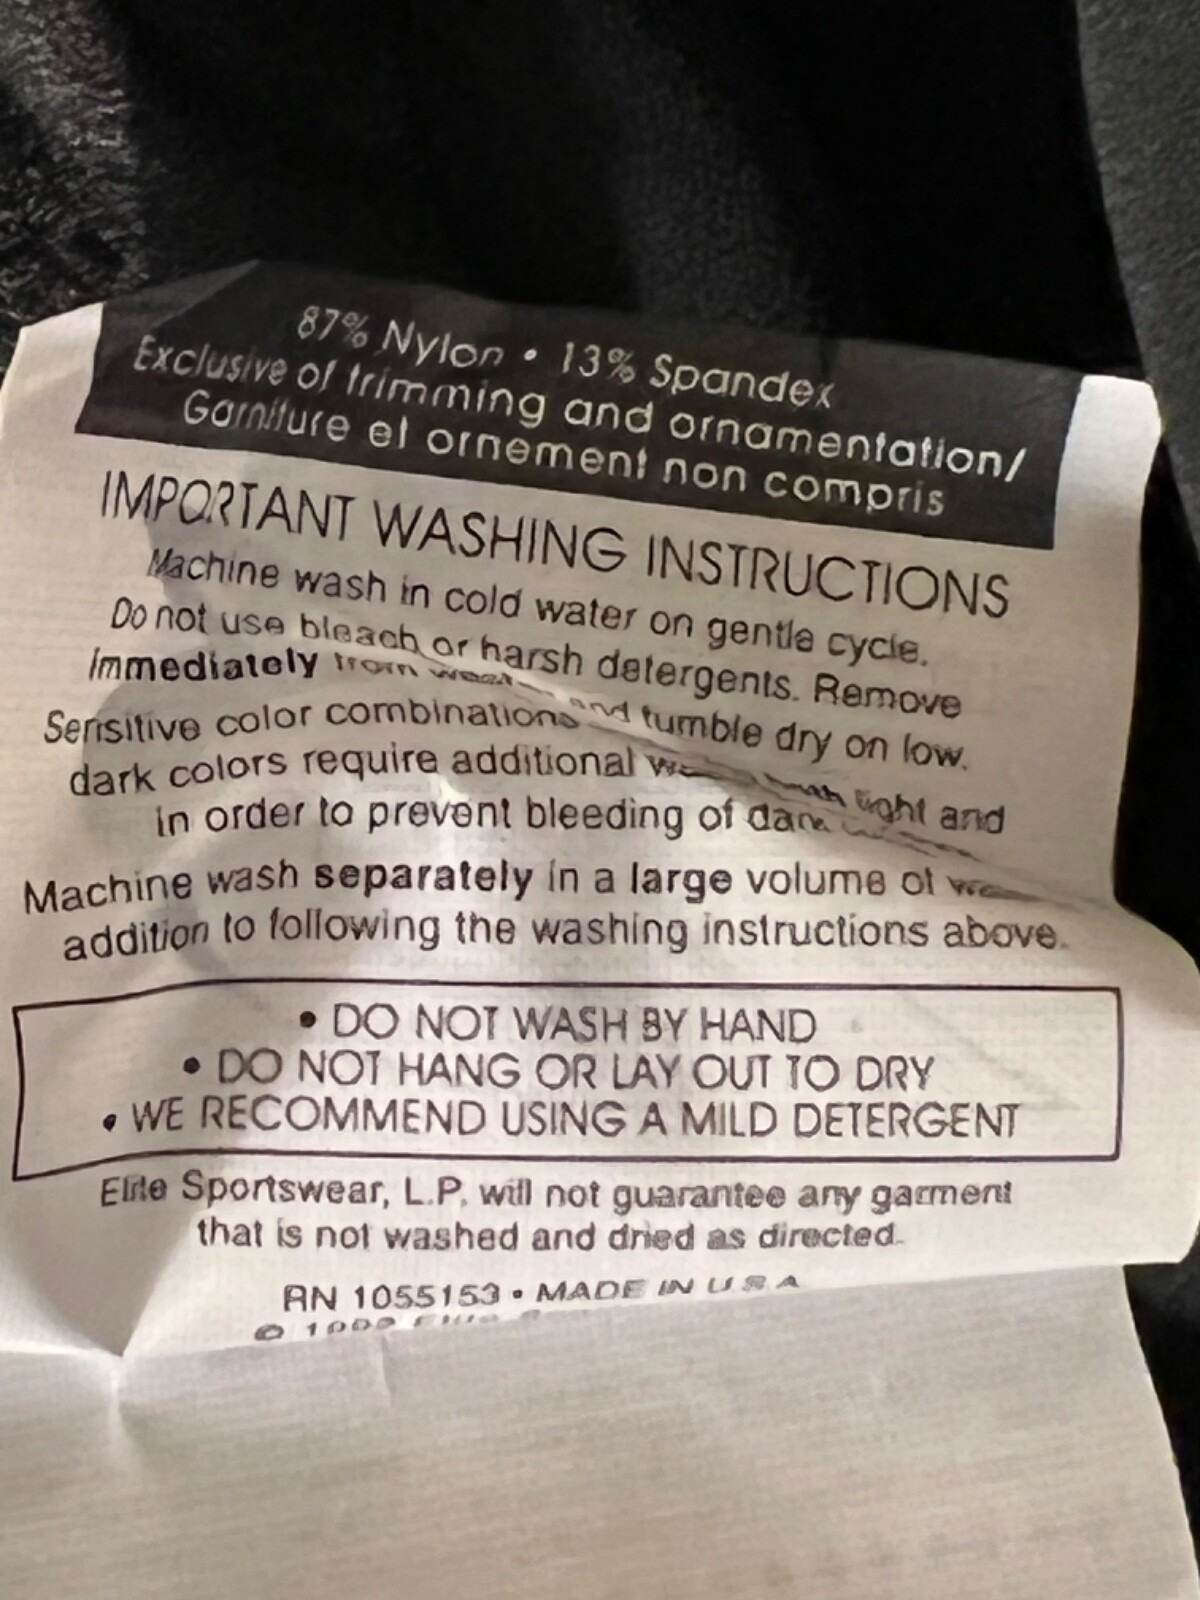 87% Nylon • 13% Spandex
Exclusive of trimming and ornamentation/
Garniture et ornement non compris
IMPORTANT WASHING INSTRUCTIONS
Machine wash in cold water on gentle cycle.
Do not use bleach or harsh detergents. Remove
immediately from and tumble dry on low.
Sensitive color combinations light and
dark colors require additional
in order to prevent bleeding of
Machine wash separately in a large volume of
addition to following the washing instructions above.
• DO NOT WASH BY HAND
• DO NOT HANG OR LAY OUT TO DRY
• WE RECOMMEND USING A MILD DETERGENT
Elite Sportswear, L.P. will not guarantee any garment
that is not washed and dried as directed.
RN 1055153 • MADE IN U S A
©